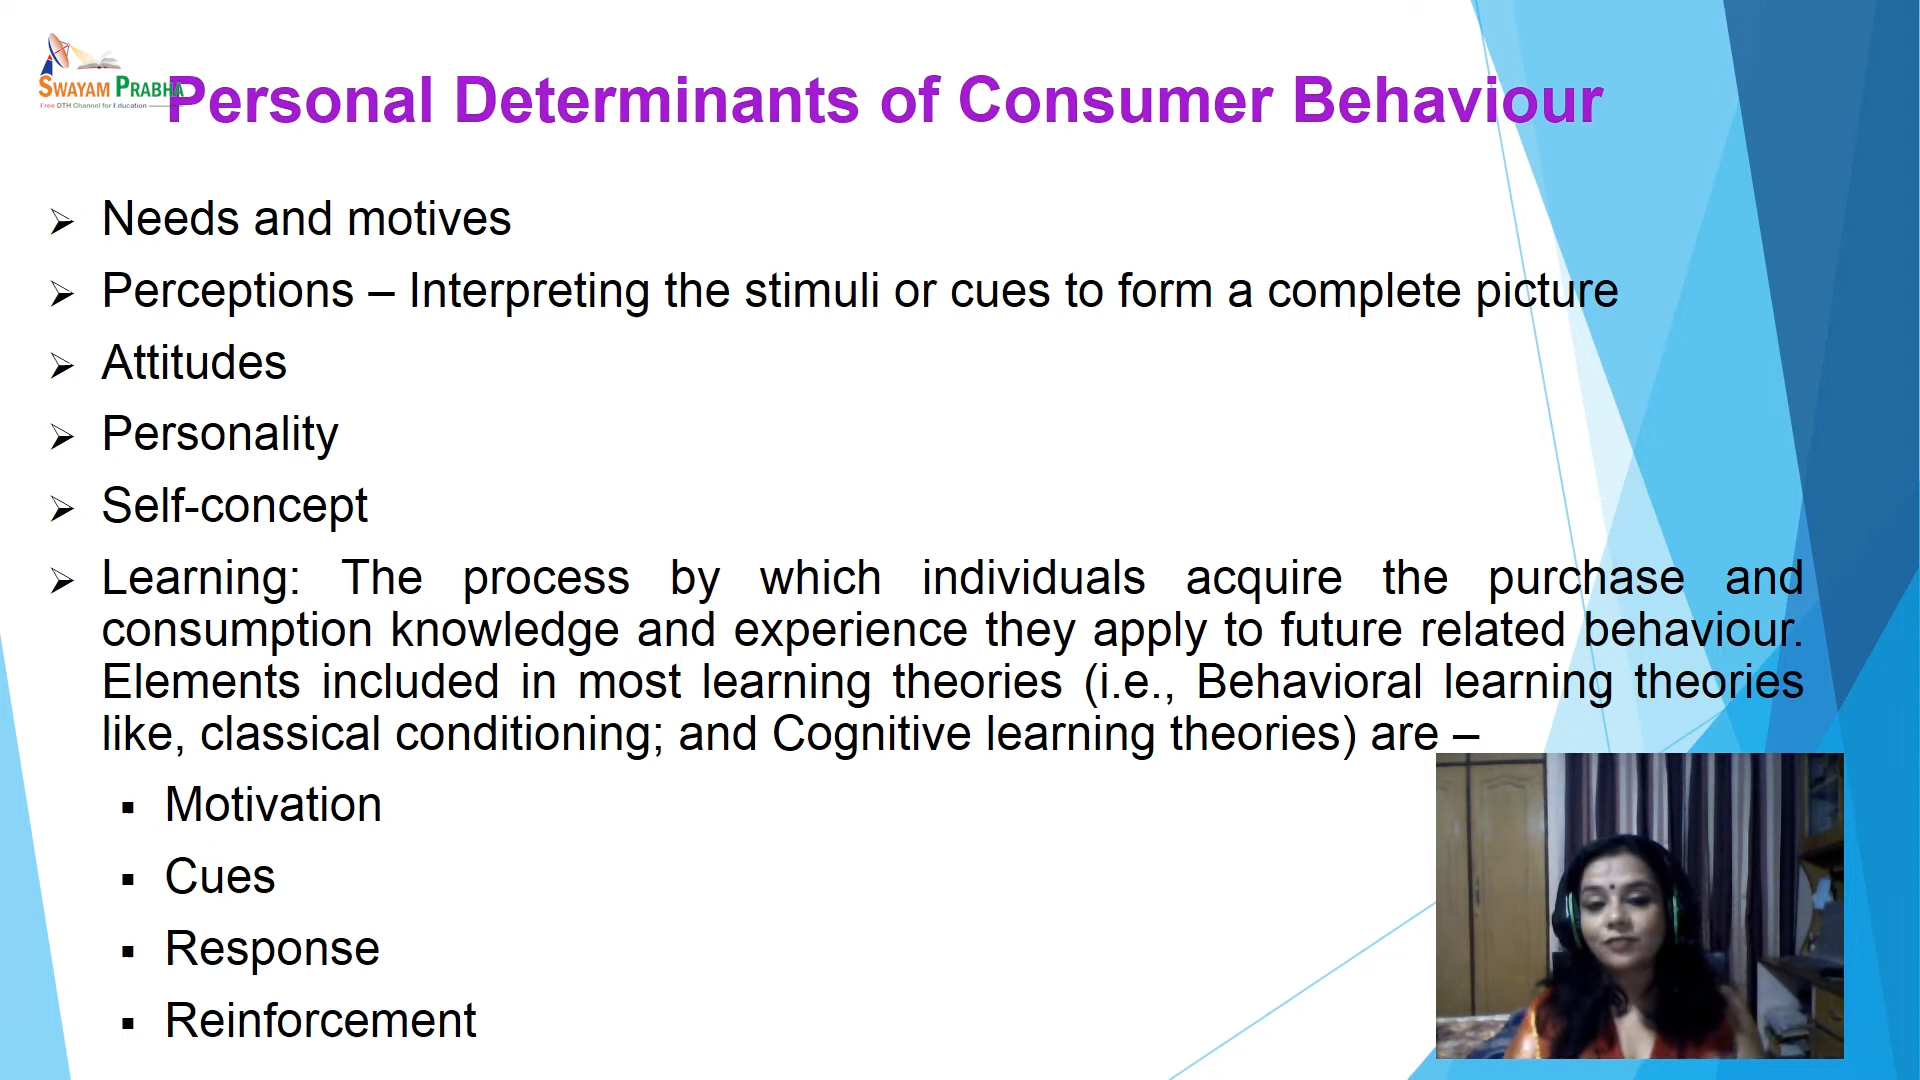 SWAYAM PRABHA
Free DTH Channel for Education
Personal Determinants of Consumer Behaviour
➢ Needs and motives
➢ Perceptions – Interpreting the stimuli or cues to form a complete picture
➢ Attitudes
➢ Personality
➢ Self-concept
➢ Learning: The process by which individuals acquire the purchase and
consumption knowledge and experience they apply to future related behaviour.
Elements included in most learning theories (i.e., Behavioral learning theories
like, classical conditioning; and Cognitive learning theories) are –
▪ Motivation
▪ Cues
▪ Response
▪ Reinforcement